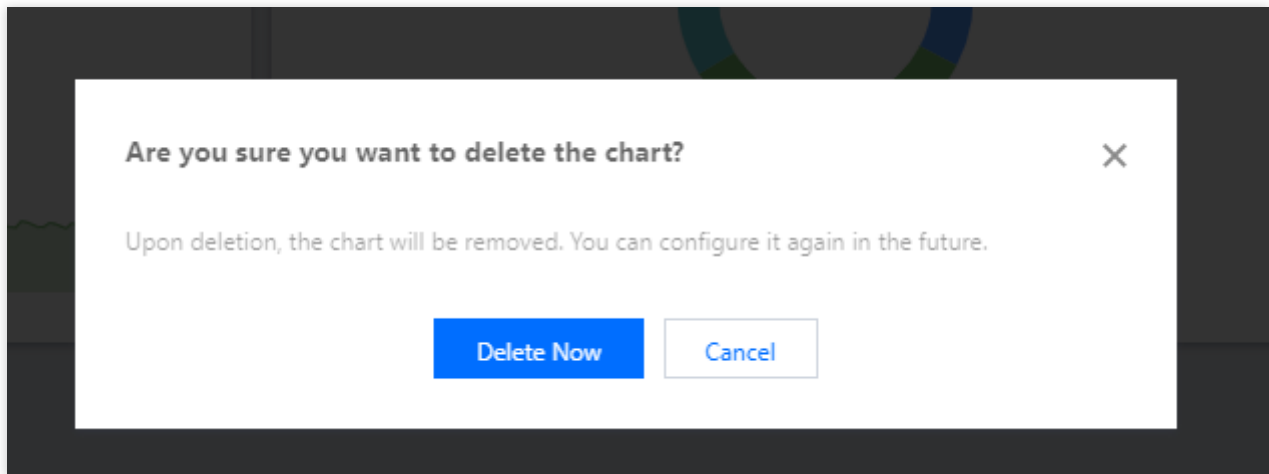 Are you sure you want to delete the chart?
Upon deletion, the chart will be removed. You can configure it again in the future.
Delete Now
Cancel